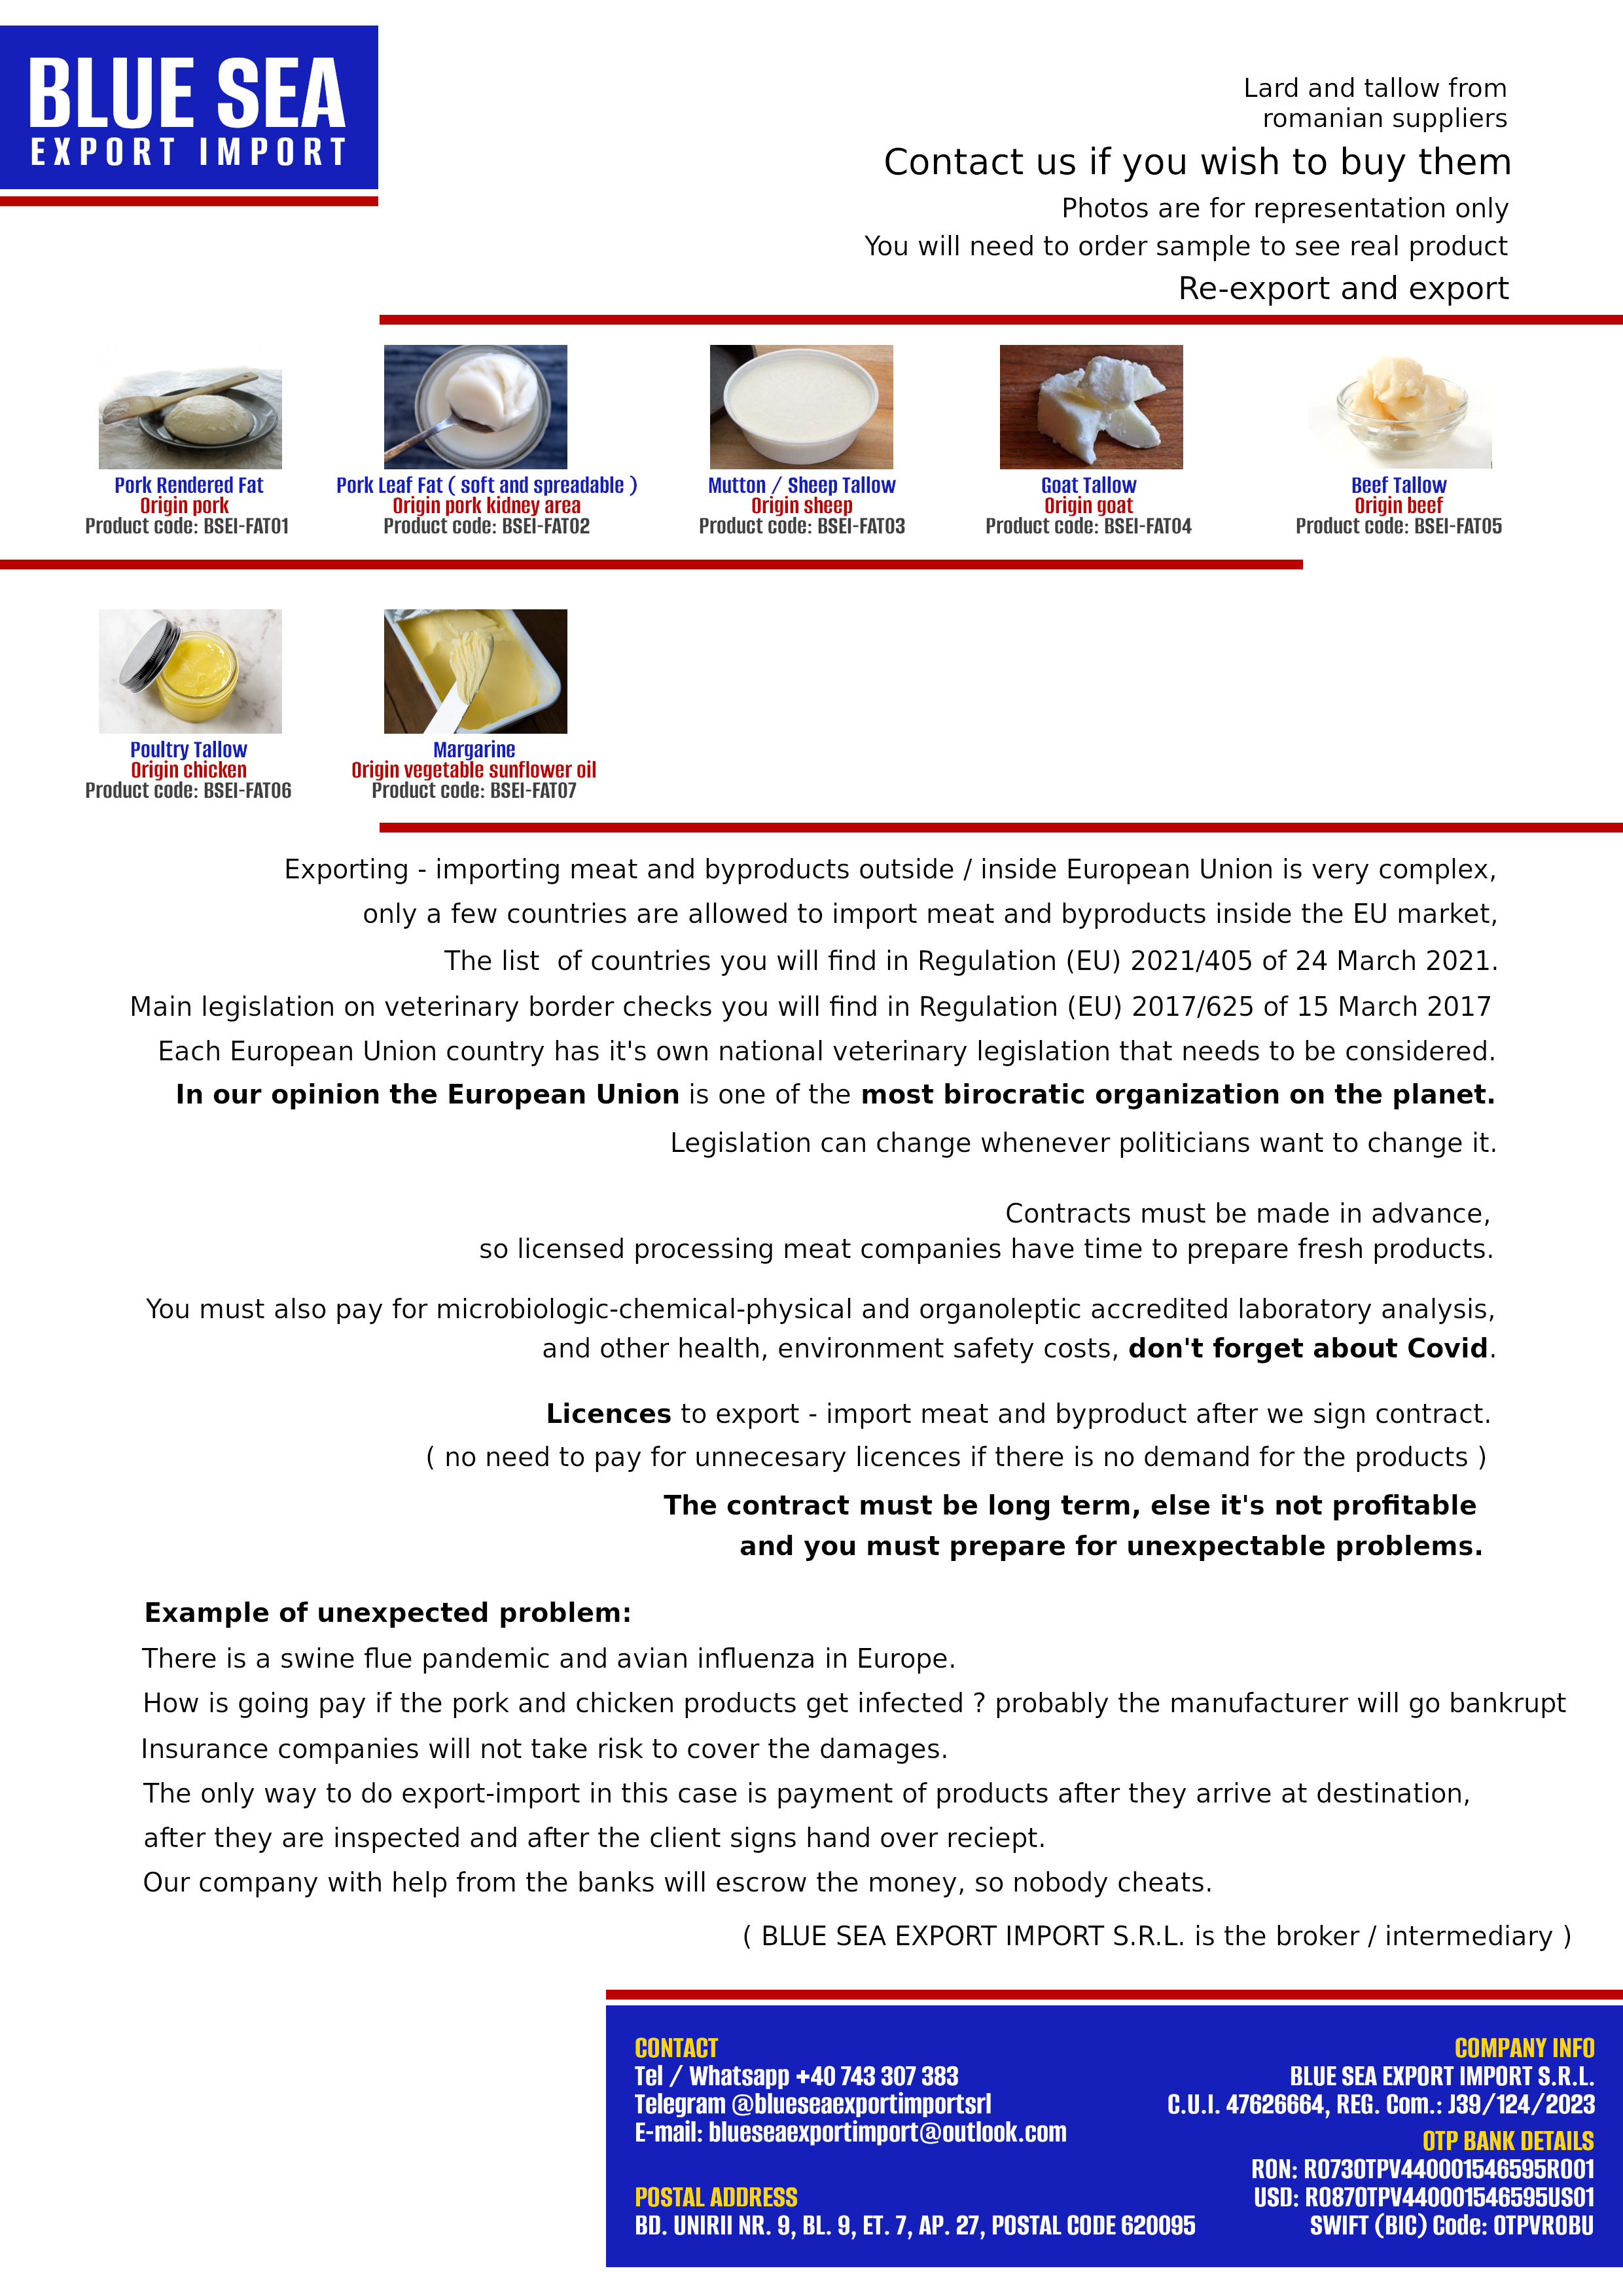 BLUE SEA
EXPORT IMPORT
Lard and tallow from
romanian suppliers
Contact us if you wish to buy them
Photos are for representation only
You will need to order sample to see real product
Re-export and export
Pork Rendered Fat
Origin pork
Product code: BSEI-FAT01
Pork Leaf Fat ( soft and spreadable )
Origin pork kidney area
Product code: BSEI-FAT02
Mutton / Sheep Tallow
Origin sheep
Product code: BSEI-FAT03
Goat Tallow
Origin goat
Product code: BSEI-FAT04
Beef Tallow
Origin beef
Product code: BSEI-FAT05
Poultry Tallow
Origin chicken
Product code: BSEI-FAT06
Margarine
Origin vegetable sunflower oil
Product code: BSEI-FAT07
Exporting - importing meat and byproducts outside / inside European Union is very complex,
only a few countries are allowed to import meat and byproducts inside the EU market,
The list  of countries you will find in Regulation (EU) 2021/405 of 24 March 2021.
Main legislation on veterinary border checks you will find in Regulation (EU) 2017/625 of 15 March 2017
Each European Union country has it's own national veterinary legislation that needs to be considered.
In our opinion the European Union is one of the most birocratic organization on the planet.
Legislation can change whenever politicians want to change it.
Contracts must be made in advance,
so licensed processing meat companies have time to prepare fresh products.
You must also pay for microbiologic-chemical-physical and organoleptic accredited laboratory analysis,
and other health, environment safety costs, don't forget about Covid.
Licences to export - import meat and byproduct after we sign contract.
( no need to pay for unnecesary licences if there is no demand for the products )
The contract must be long term, else it's not profitable
and you must prepare for unexpectable problems.
Example of unexpected problem:
There is a swine flue pandemic and avian influenza in Europe.
How is going pay if the pork and chicken products get infected ? probably the manufacturer will go bankrupt
Insurance companies will not take risk to cover the damages.
The only way to do export-import in this case is payment of products after they arrive at destination,
after they are inspected and after the client signs hand over reciept.
Our company with help from the banks will escrow the money, so nobody cheats.
( BLUE SEA EXPORT IMPORT S.R.L. is the broker / intermediary )
CONTACT
Tel / Whatsapp +40 743 307 383
Telegram @blueseaexportimportsrl
E-mail: blueseaexportimport@outlook.com
POSTAL ADDRESS
BD. UNIRII NR. 9, BL. 9, ET. 7, AP. 27, POSTAL CODE 620095
COMPANY INFO
BLUE SEA EXPORT IMPORT S.R.L.
C.U.I. 47626664, REG. Com.: J39/124/2023
OTP BANK DETAILS
RON: RO73OTPV440001546595RO01
USD: RO87OTPV440001546595US01
SWIFT (BIC) Code: OTPVROBU